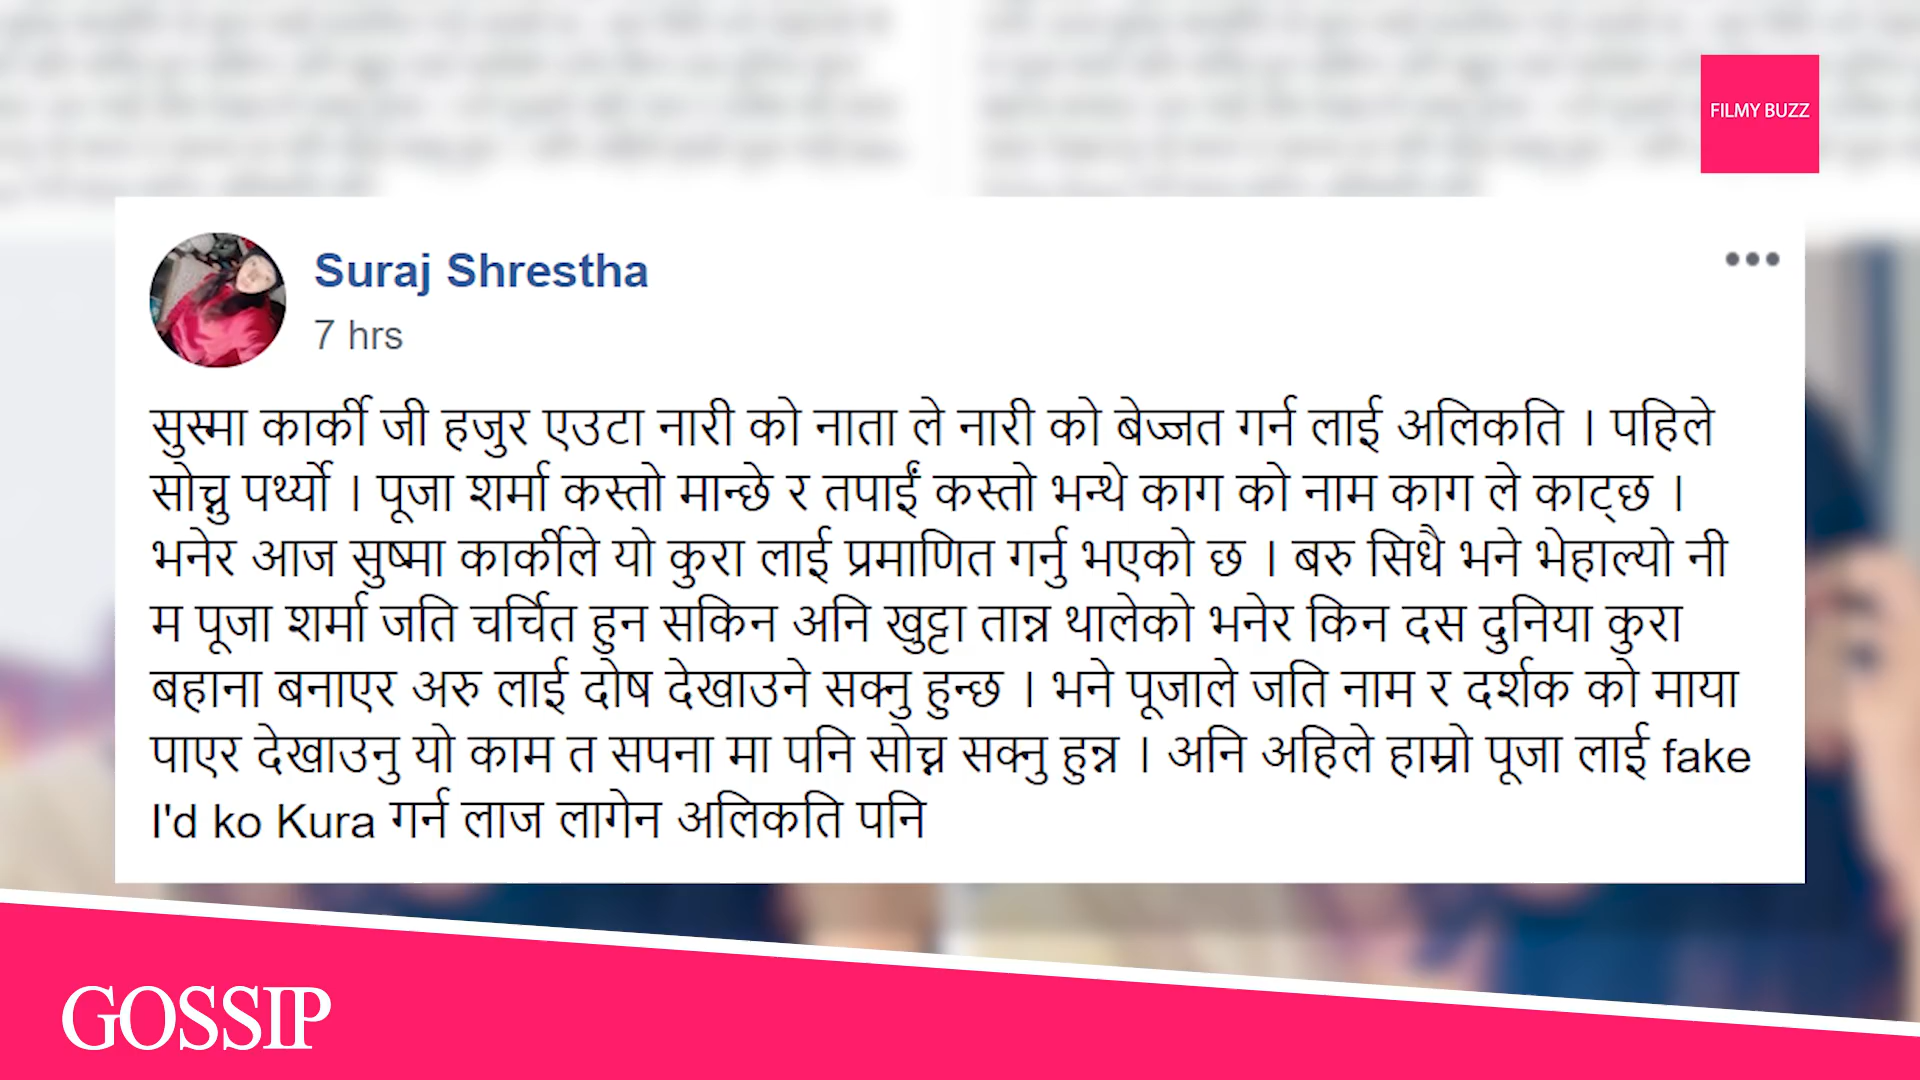 FILMY BUZZ
Suraj Shrestha
7 hrs
सुस्मा कार्की जी हजुर एउटा नारी को नाता ले नारी को बेज्जत गर्न लाई अलिकति । पहिले
सोच्नु पर्थ्यो । पूजा शर्मा कस्तो मान्छे र तपाईं कस्तो भन्थे काग को नाम काग ले काट्छ ।
भनेर आज सुष्मा कार्कीले यो कुरा लाई प्रमाणित गर्नु भएको छ । बरु सिधै भने भेहाल्यो नी
म पूजा शर्मा जति चर्चित हुन सकिन अनि खुट्टा तान्न थालेको भनेर किन दस दुनिया कुरा
बहाना बनाएर अरु लाई दोष देखाउने सक्नु हुन्छ । भने पूजाले जति नाम र दर्शक को माया
पाएर देखाउनु यो काम त सपना मा पनि सोच्न सक्नु हुन्न । अनि अहिले हाम्रो पूजा लाई fake
I'd ko Kura गर्न लाज लागेन अलिकति पनि
GOSSIP